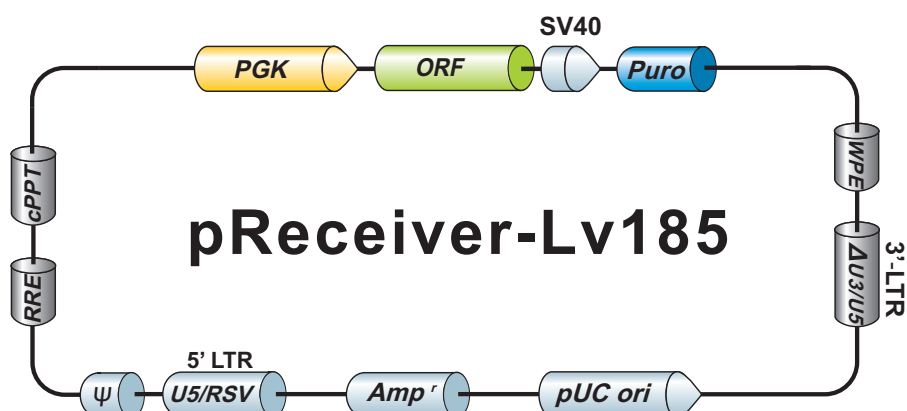 SV40
PGK
ORF
Puro
cPPT
WPE
pReceiver-Lv185
RRE
ΔU3/U5
3'-LTR
5' LTR
Ψ
U5/RSV
Amp r
pUC ori